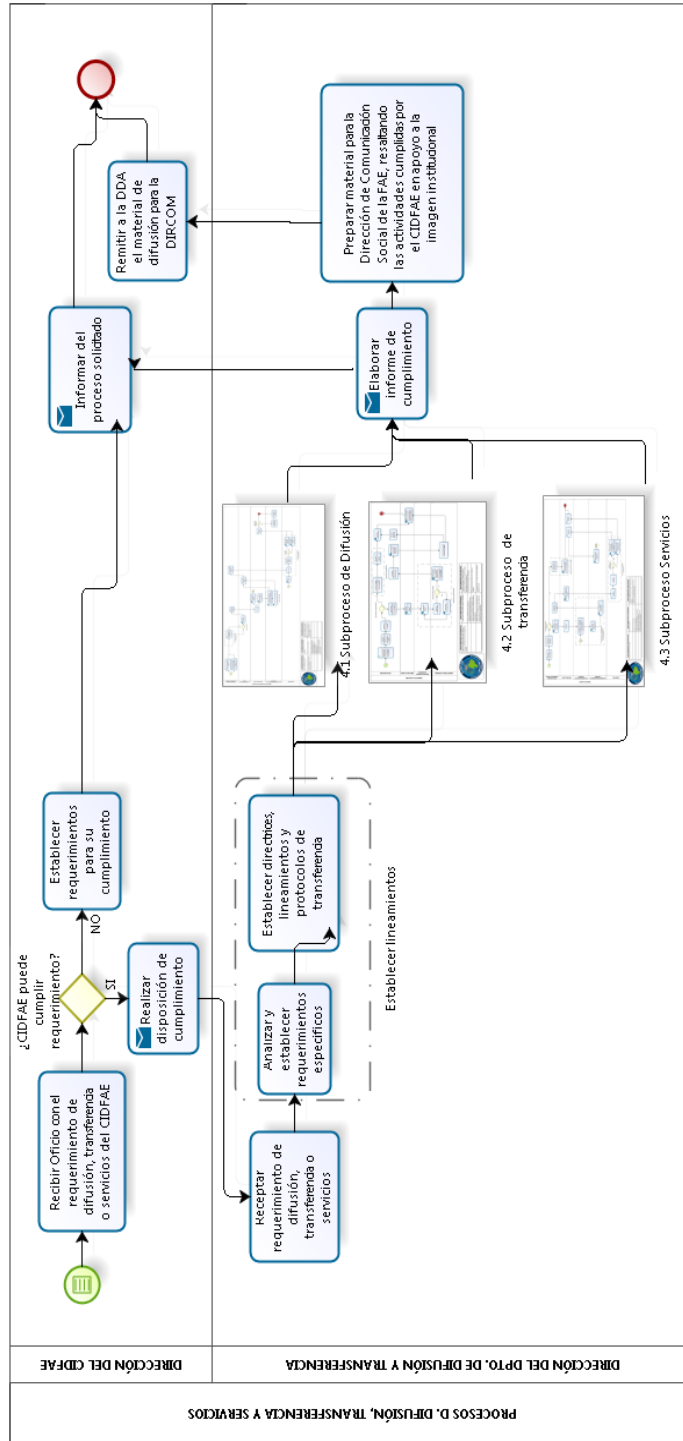 PROCESOS D. DIFUSIÓN, TRANSFERENCIA Y SERVICIOS
DIRECCIÓN DEL CIDFAE
Recibir Oficio con el
requerimiento de
difusión, transferencia
o servicios del CIDFAE
¿CIDFAE puede
cumplir
requerimiento?
NO
SI
Establecer
requerimientos
para su
cumplimiento
Realizar
disposición de
cumplimiento
Informar del
proceso solicitado
Remitir a la DDA
el material de
difusión para la
DIRCOM
DIRECCIÓN DEL DPTO. DE DIFUSIÓN Y TRANSFERENCIA
Receptar
requerimiento de
difusión,
transferencia o
servicios
Analizar y
establecer
requerimientos
específicos
Establecer directrices,
lineamientos y
protocolos de
transferencia
Establecer lineamientos
4.1 Subproceso de Difusión
4.2 Subproceso de
transferencia
4.3 Subproceso Servicios
Elaborar
informe de
cumplimiento
Preparar material para la
Dirección de Comunicación
Social de la FAE, resaltando
las actividades cumplidas por
el CIDFAE en apoyo a la
imagen institucional